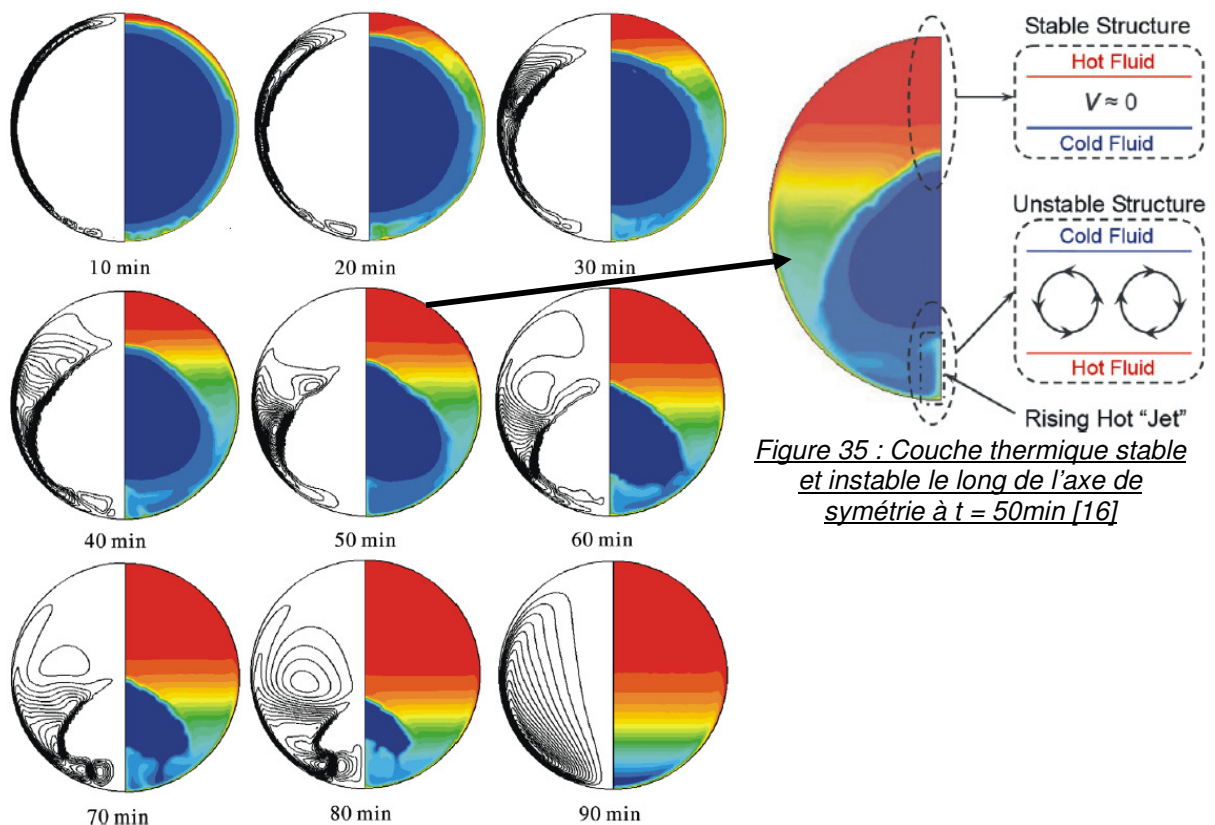 10 min
20 min
30 min
40 min
50 min
60 min
70 min
80 min
90 min
Stable Structure
Hot Fluid
V ≈ 0
Cold Fluid
Unstable Structure
Cold Fluid
Hot Fluid
Rising Hot "Jet"
Figure 35 : Couche thermique stable
et instable le long de l'axe de
symétrie à t = 50min [16]